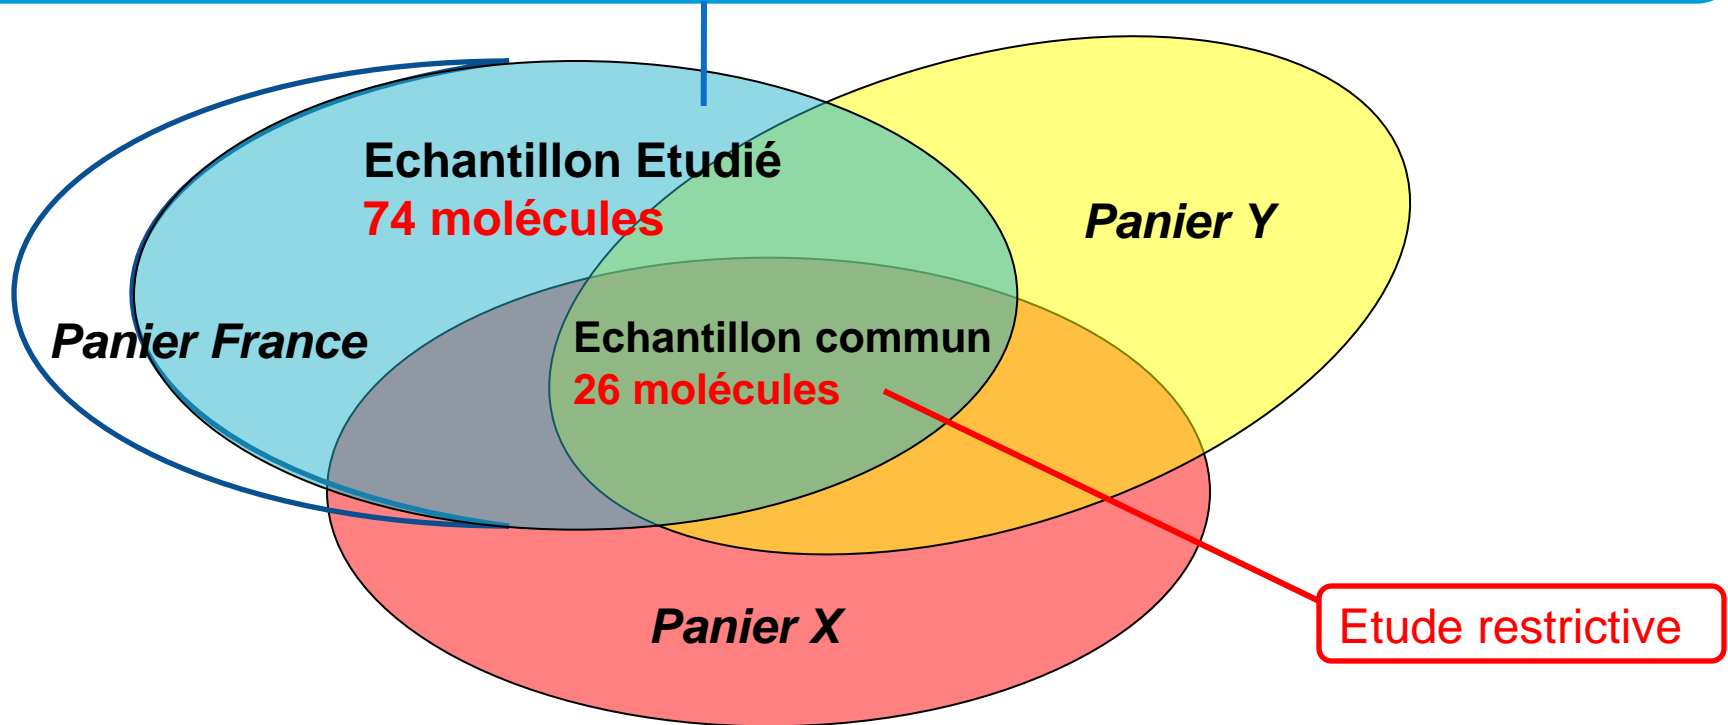 Echantillon Etudié
74 molécules
Panier Y
Panier France
Echantillon commun
26 molécules
Panier X
Etude restrictive